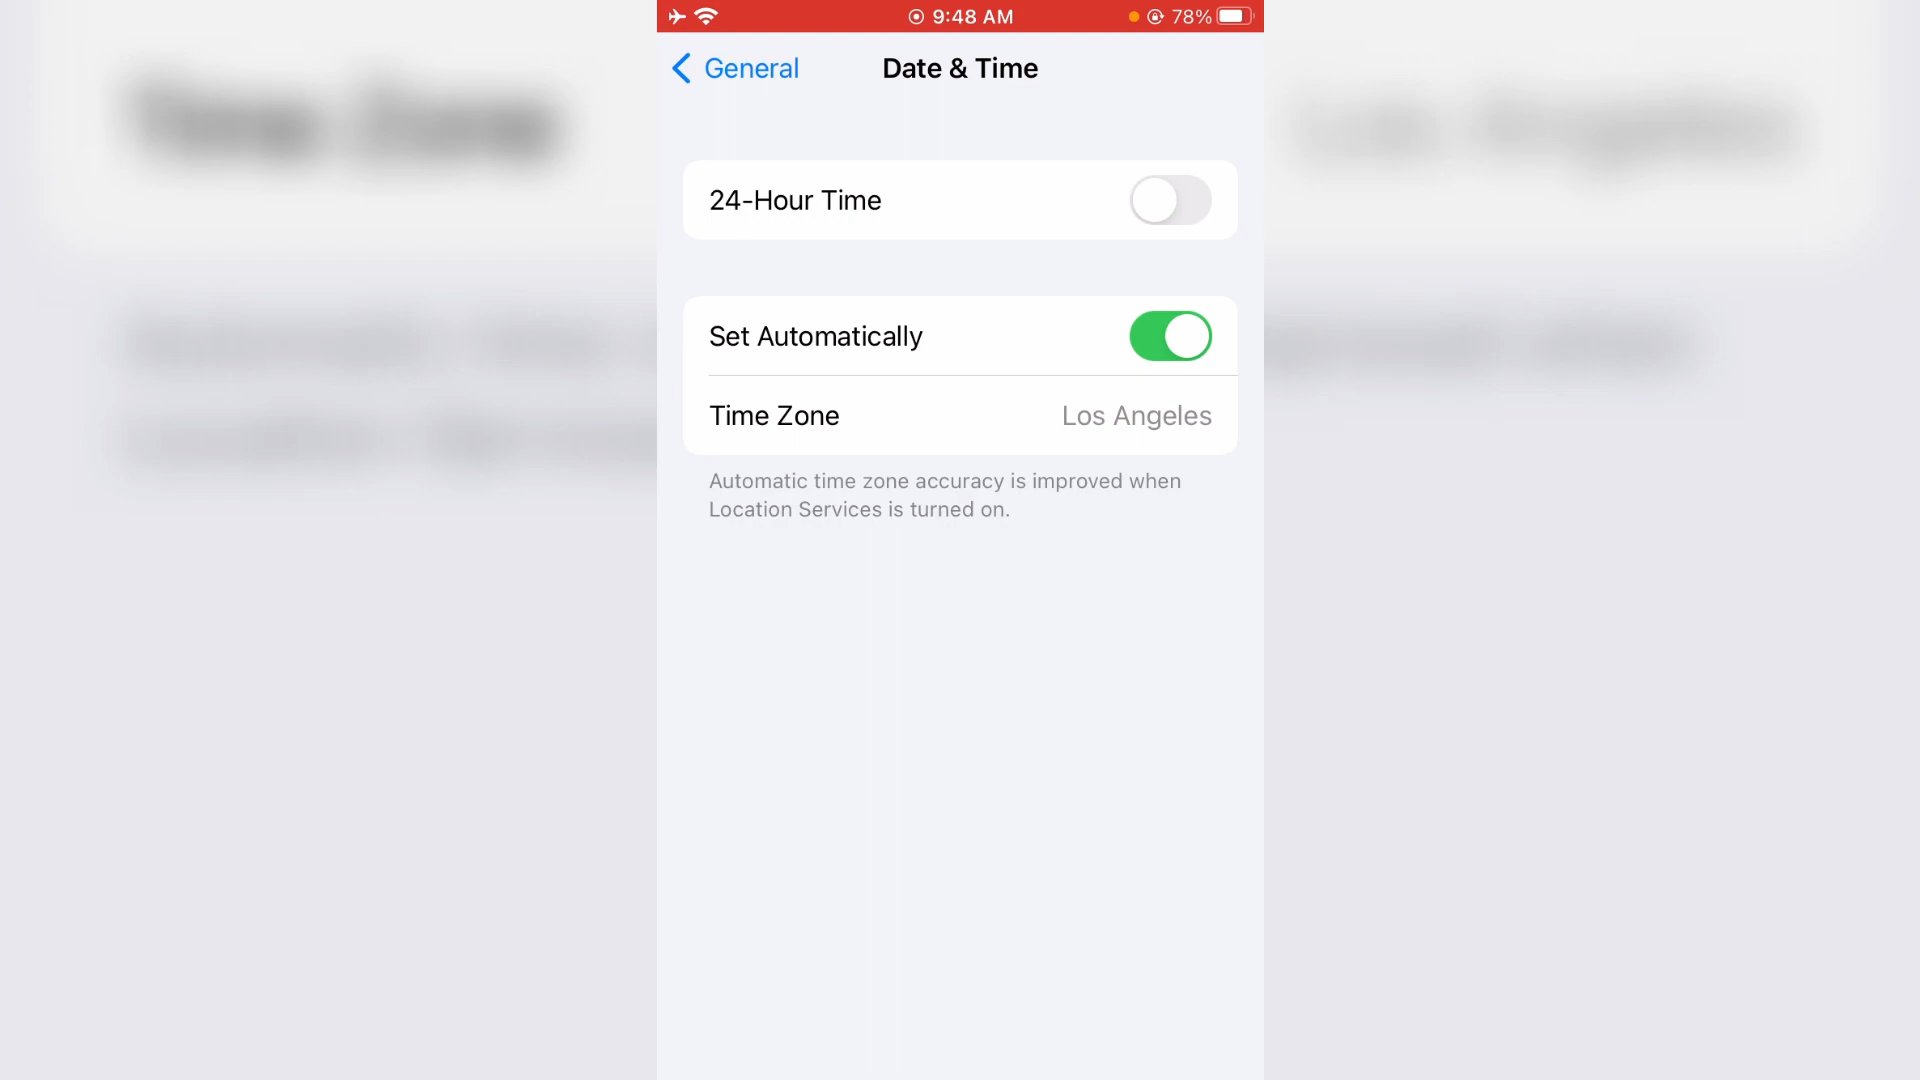 9:48 AM 78%
General Date & Time
24-Hour Time
Set Automatically
Time Zone Los Angeles
Automatic time zone accuracy is improved when
Location Services is turned on.